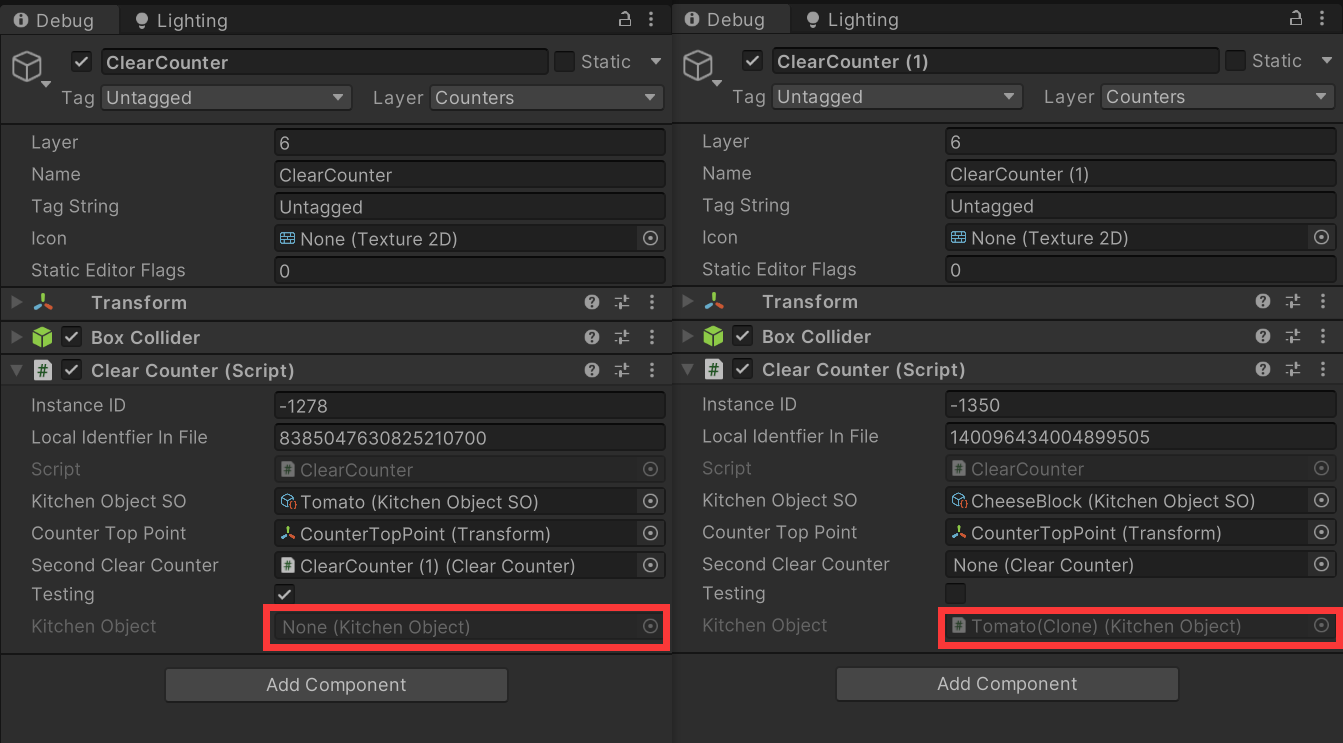 Debug
Lighting
ClearCounter
Static
Tag Untagged
Layer Counters
Layer 6
Name ClearCounter
Tag String Untagged
Icon None (Texture 2D)
Static Editor Flags 0
Transform
Box Collider
# Clear Counter (Script)
Instance ID -1278
Local Identfier In File 8385047630825210700
Script # ClearCounter
Kitchen Object SO Tomato (Kitchen Object SO)
Counter Top Point CounterTopPoint (Transform)
Second Clear Counter # ClearCounter (1) (Clear Counter)
Testing
Kitchen Object None (Kitchen Object)
Add Component
Debug
Lighting
ClearCounter (1)
Static
Tag Untagged
Layer Counters
Layer 6
Name ClearCounter (1)
Tag String Untagged
Icon None (Texture 2D)
Static Editor Flags 0
Transform
Box Collider
# Clear Counter (Script)
Instance ID -1350
Local Identfier In File 140096434004899505
Script # ClearCounter
Kitchen Object SO CheeseBlock (Kitchen Object SO)
Counter Top Point CounterTopPoint (Transform)
Second Clear Counter None (Clear Counter)
Testing
Kitchen Object # Tomato(Clone) (Kitchen Object)
Add Component